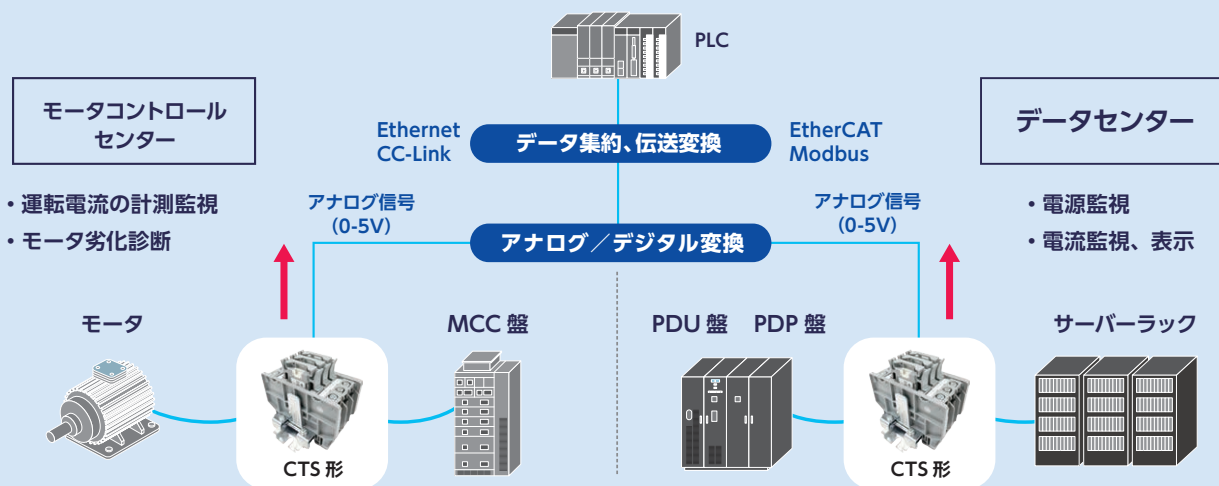 PLC
モータコントロール
センター
・運転電流の計測監視
・モータ劣化診断
Ethernet
CC-Link
データ集約、伝送変換
EtherCAT
Modbus
データセンター
・電源監視
・電流監視、表示
アナログ信号
(0-5V)
アナログ／デジタル変換
アナログ信号
(0-5V)
モータ
CTS 形
MCC 盤
PDU 盤 PDP 盤
CTS 形
サーバーラック